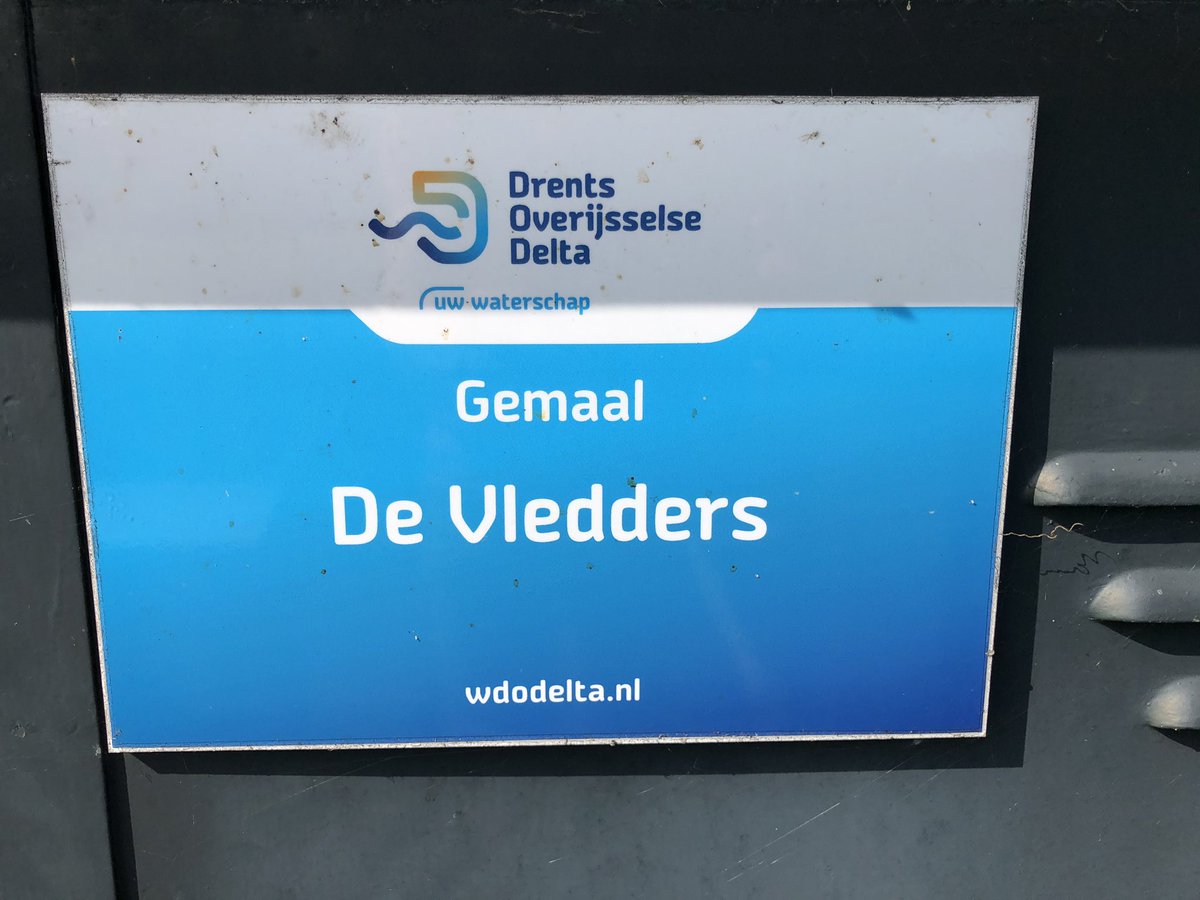 Drents
Overijsselse
Delta
uw waterschap
Gemaal
De Vledders
wdodelta.nl